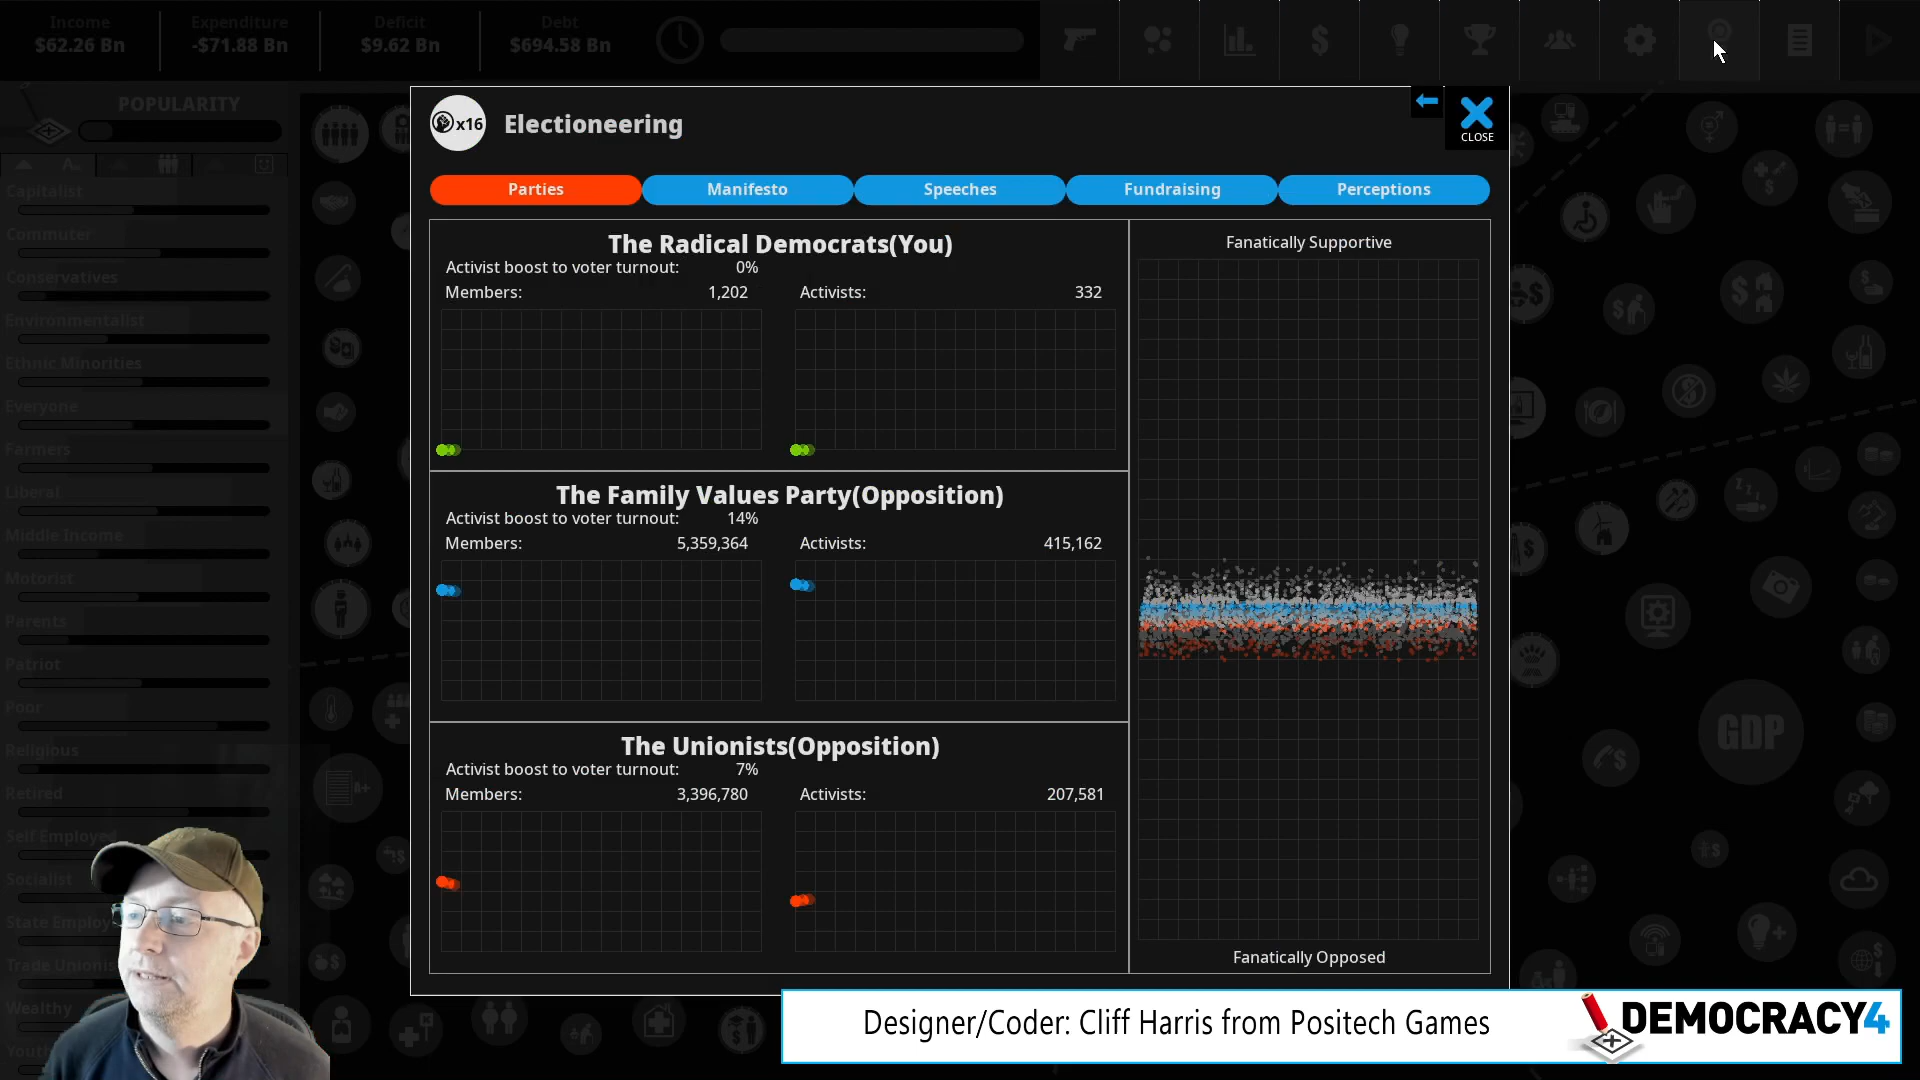 Income
$62.26 Bn
Expenditure
-$71.88 Bn
Deficit
$9.62 Bn
Debt
$694.58 Bn
POPULARITY
Capitalist
Commuter
Conservatives
Environmentalist
Ethnic Minorities
Everyone
Farmers
Liberal
Middle Income
Motorist
Parents
Patriot
Poor
Religious
Retired
Self Employed
Socialist
State Employ
Trade Unionis
Wealthy
x16
Electioneering
CLOSE
Parties
Manifesto
Speeches
Fundraising
Perceptions
The Radical Democrats(You)
Activist boost to voter turnout: 0%
Members: 1,202
Activists: 332
The Family Values Party(Opposition)
Activist boost to voter turnout: 14%
Members: 5,359,364
Activists: 415,162
The Unionists(Opposition)
Activist boost to voter turnout: 7%
Members: 3,396,780
Activists: 207,581
Fanatically Supportive
Fanatically Opposed
GDP
Designer/Coder: Cliff Harris from Positech Games
DEMOCRACY4